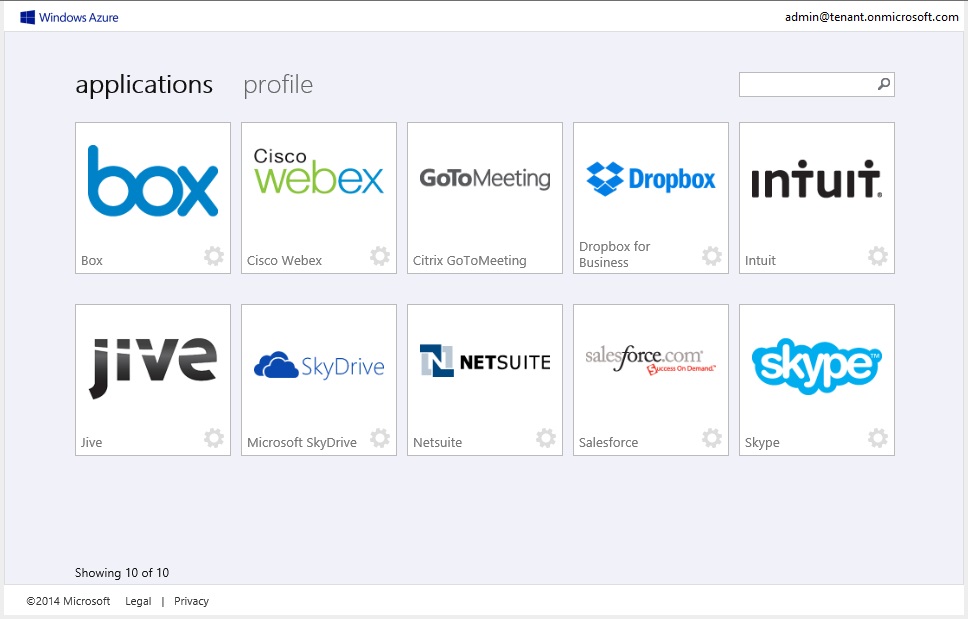 Windows Azure
admin@tenant.onmicrosoft.com
applications profile
box
Cisco
webex
GoToMeeting
Dropbox
intuit.
Box
Cisco Webex
Citrix GoToMeeting
Dropbox for
Business
Intuit
jive
SkyDrive
NETSUITE
salesforce.com
Success On Demand.™
skype™
Jive
Microsoft SkyDrive
Netsuite
Salesforce
Skype
Showing 10 of 10
©2014 Microsoft Legal | Privacy